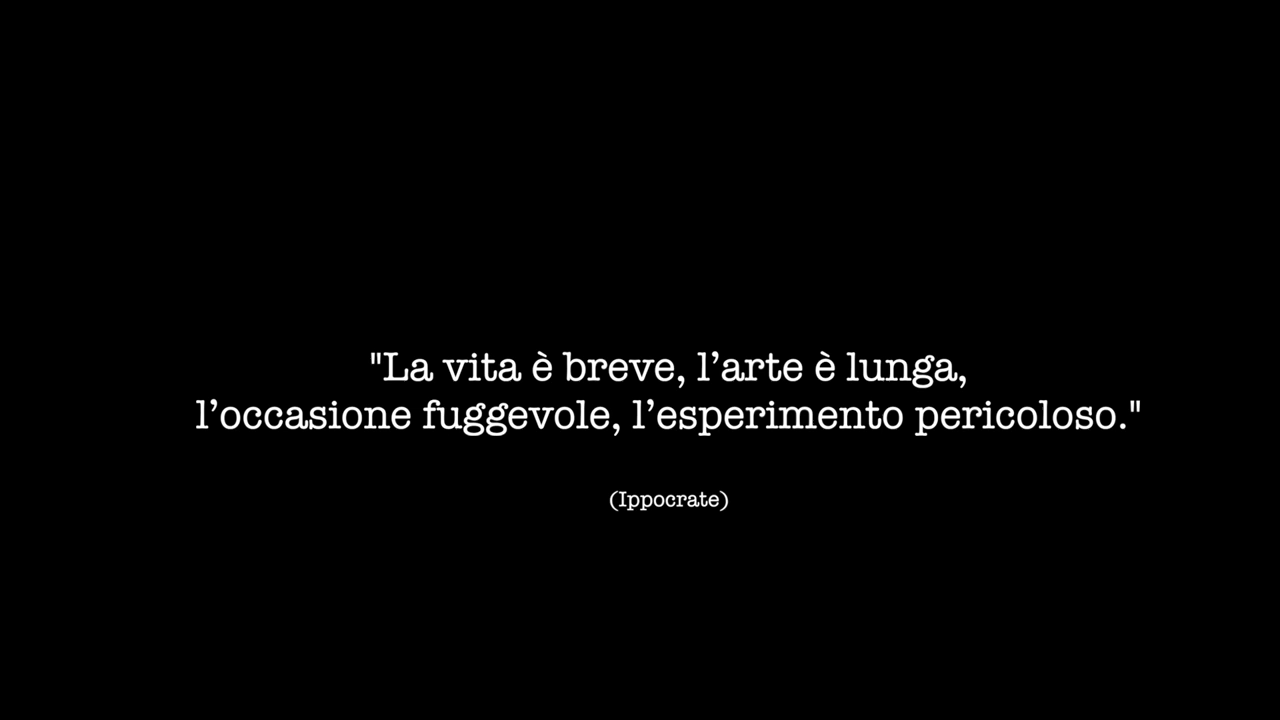 "La vita è breve, l’arte è lunga,
l’occasione fuggevole, l’esperimento pericoloso."
(Ippocrate)